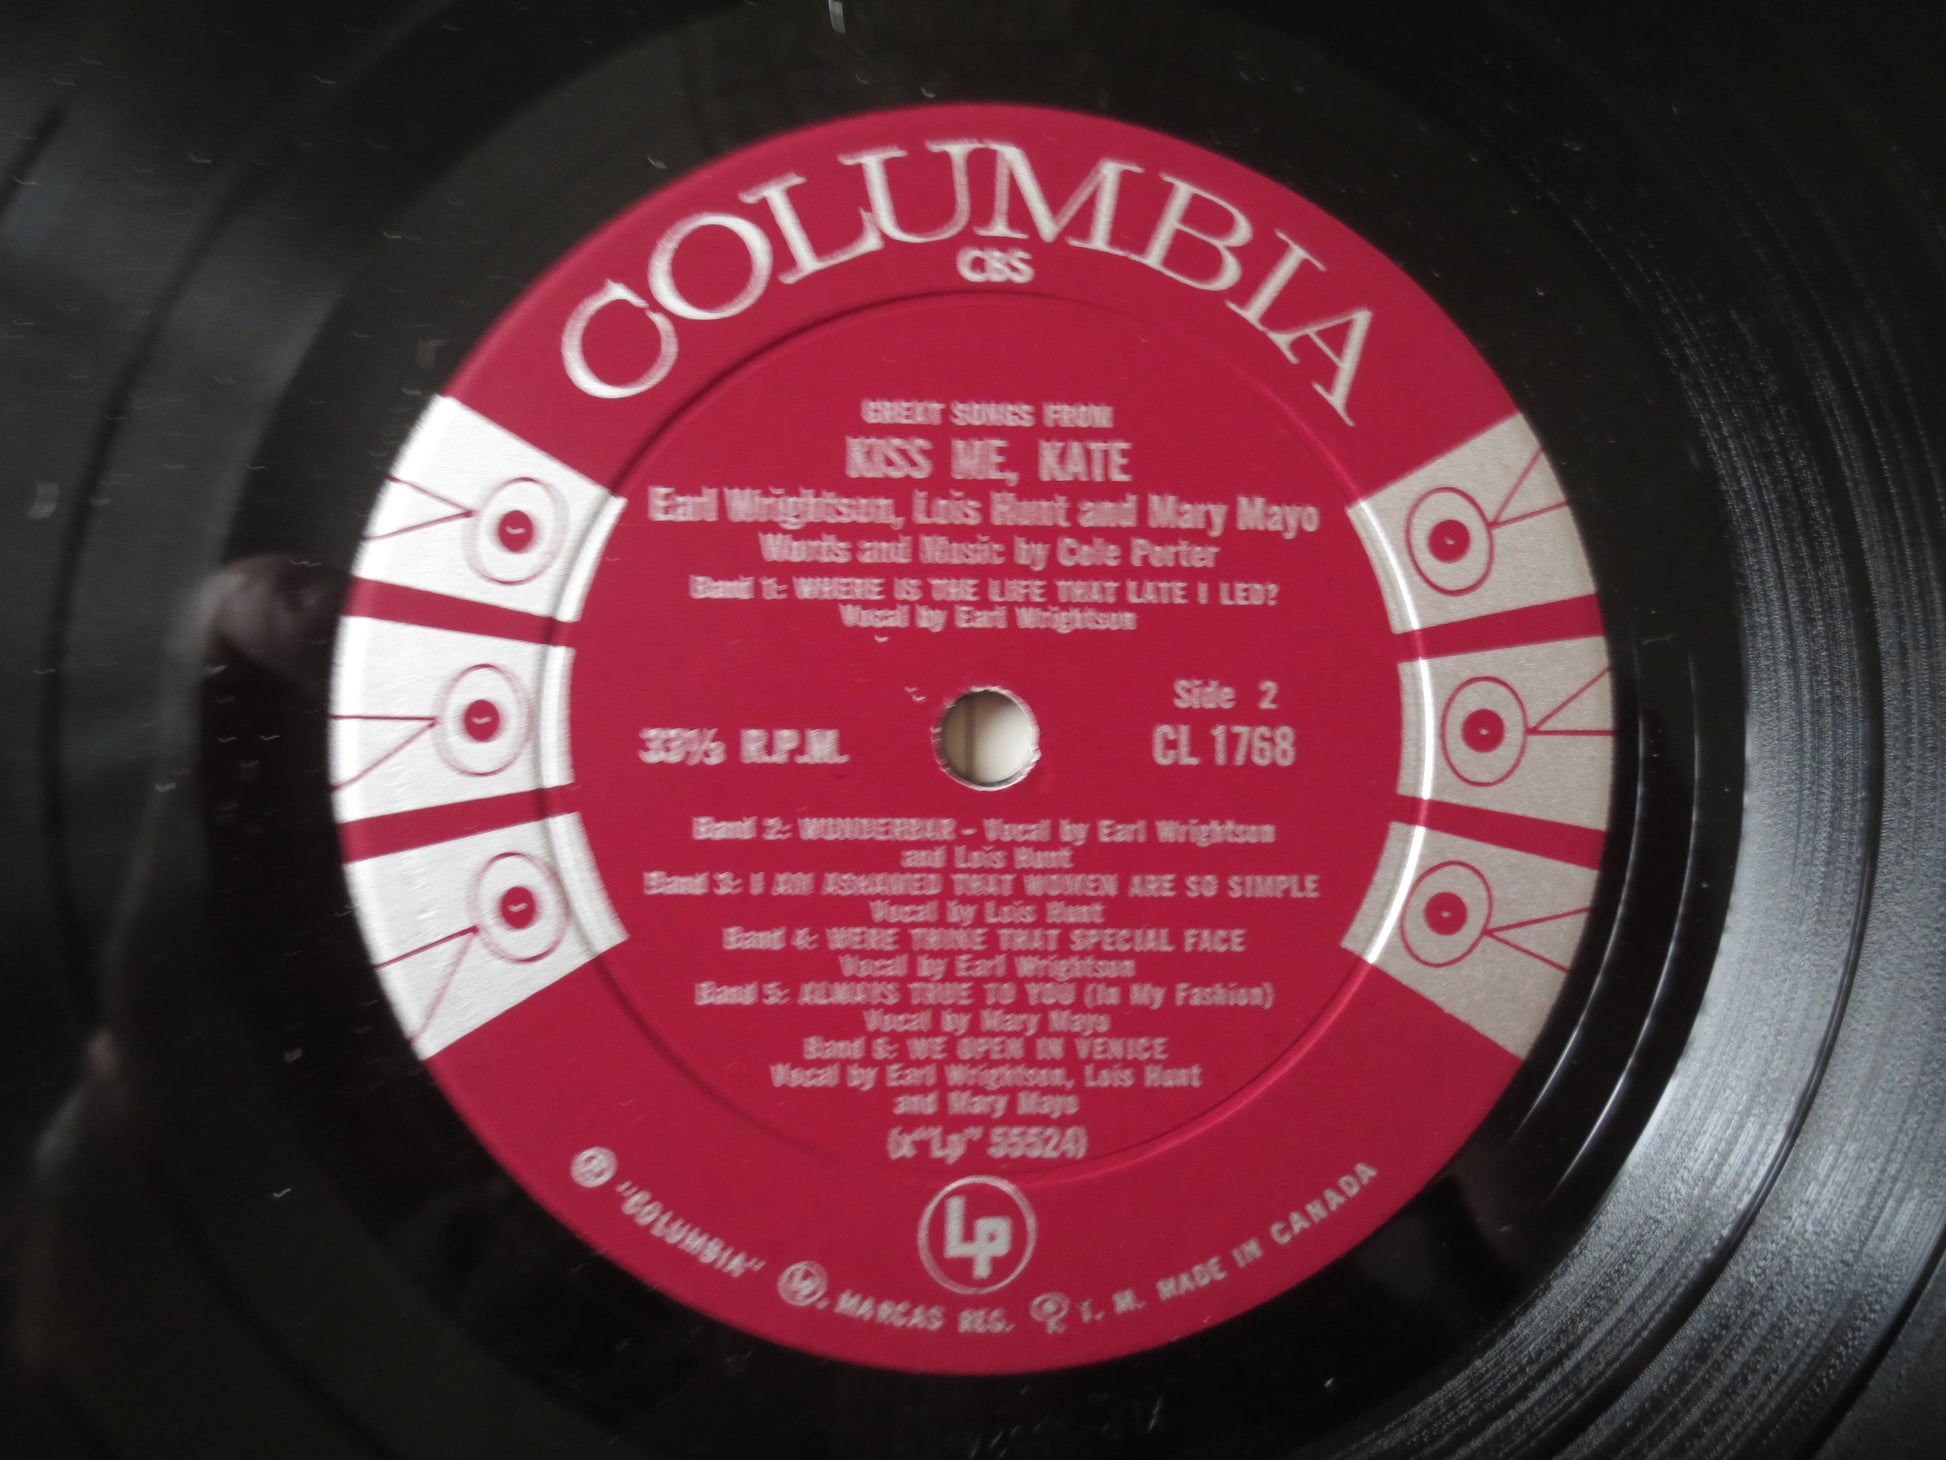 COLUMBIA
CBS
GREAT SONGS FROM
KISS ME, KATE
Earl Wrightson, Lois Hunt and Mary Mayo
Words and Music by Cole Porter
Band 1: WHERE IS THE LIFE THAT LATE I LED?
Vocal by Earl Wrightson
Side 2
33⅓ R.P.M.
CL 1768
Band 2: WUNDERBAR - Vocal by Earl Wrightson
and Lois Hunt
Band 3: I AM ASHAMED THAT WOMEN ARE SO SIMPLE
Vocal by Lois Hunt
Band 4: WERE THINE THAT SPECIAL FACE
Vocal by Earl Wrightson
Band 5: ALWAYS TRUE TO YOU (In My Fashion)
Vocal by Mary Mayo
Band 6: WE OPEN IN VENICE
Vocal by Earl Wrightson, Lois Hunt
and Mary Mayo
(x"Lp" 55524)
Lp
® "COLUMBIA" , MARCAS REG. T. M. MADE IN CANADA